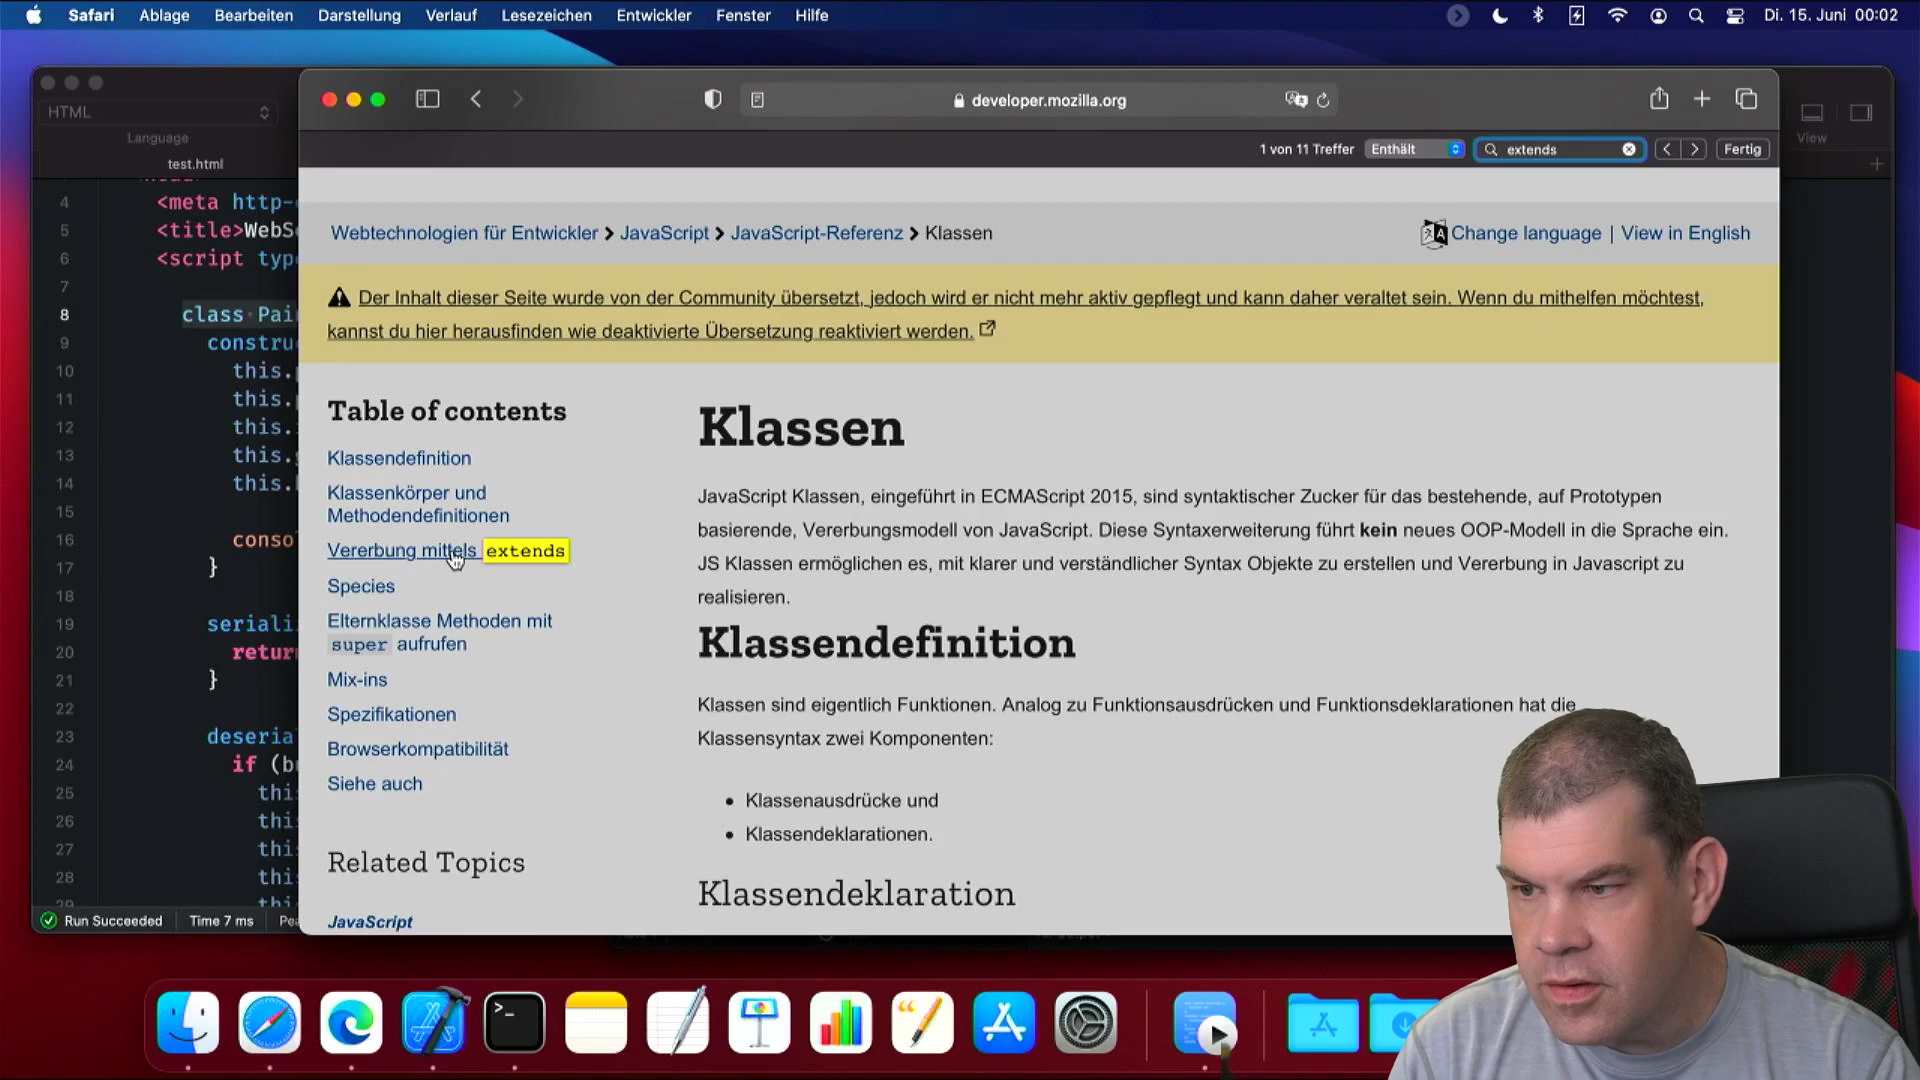 Safari Ablage Bearbeiten Darstellung Verlauf Lesezeichen Entwickler Fenster Hilfe Di. 15. Juni 00:02
HTML
Language
test.html
View
developer.mozilla.org
1 von 11 Treffer Enthält extends Fertig
4 <meta http-
5 <title>WebSo
6 <script typ
7
8 class Pai
9 constru
10 this.
11 this.
12 this.
13 this.
14 this.
15
16 conso
17 }
18
19 seriali
20 return
21 }
22
23 deseria
24 if (bu
25 this
26 this
27 this
28 this
Run Succeeded Time 7 ms
Webtechnologien für Entwickler > JavaScript > JavaScript-Referenz > Klassen
Change language | View in English
Der Inhalt dieser Seite wurde von der Community übersetzt, jedoch wird er nicht mehr aktiv gepflegt und kann daher veraltet sein. Wenn du mithelfen möchtest,
kannst du hier herausfinden wie deaktivierte Übersetzung reaktiviert werden.
Table of contents
Klassendefinition
Klassenkörper und
Methodendefinitionen
Vererbung mittels extends
Species
Elternklasse Methoden mit
super aufrufen
Mix-ins
Spezifikationen
Browserkompatibilität
Siehe auch
Related Topics
JavaScript
Klassen
JavaScript Klassen, eingeführt in ECMAScript 2015, sind syntaktischer Zucker für das bestehende, auf Prototypen
basierende, Vererbungsmodell von JavaScript. Diese Syntaxerweiterung führt kein neues OOP-Modell in die Sprache ein.
JS Klassen ermöglichen es, mit klarer und verständlicher Syntax Objekte zu erstellen und Vererbung in Javascript zu
realisieren.
Klassendefinition
Klassen sind eigentlich Funktionen. Analog zu Funktionsausdrücken und Funktionsdeklarationen hat die
Klassensyntax zwei Komponenten:
• Klassenausdrücke und
• Klassendeklarationen.
Klassendeklaration